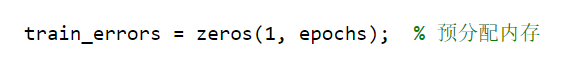 train_errors = zeros(1, epochs);  % 预分配内存